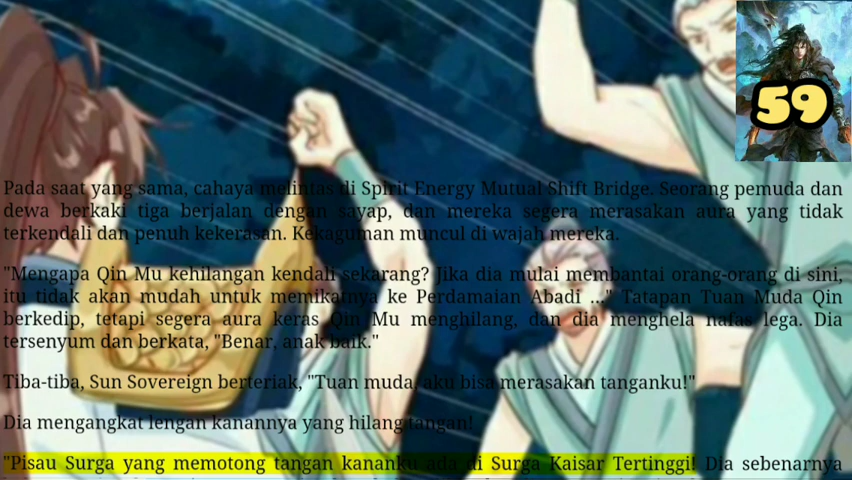 59
Pada saat yang sama, cahaya melintas di Spirit Energy Mutual Shift Bridge. Seorang pemuda dan
dewa berkaki tiga berjalan dengan sayap, dan mereka segera merasakan aura yang tidak
terkendali dan penuh kekerasan. Kekaguman muncul di wajah mereka.
"Mengapa Qin Mu kehilangan kendali sekarang? Jika dia mulai membantai orang-orang di sini,
itu tidak akan mudah untuk memikatnya ke Perdamaian Abadi ..." Tatapan Tuan Muda Qin
berkedip, tetapi segera aura keras Qin Mu menghilang, dan dia menghela nafas lega. Dia
tersenyum dan berkata, "Benar, anak baik."
Tiba-tiba, Sun Sovereign berteriak, "Tuan muda, aku bisa merasakan tanganku!"
Dia mengangkat lengan kanannya yang hilang tangan!
"Pisau Surga yang memotong tangan kananku ada di Surga Kaisar Tertinggi! Dia sebenarnya